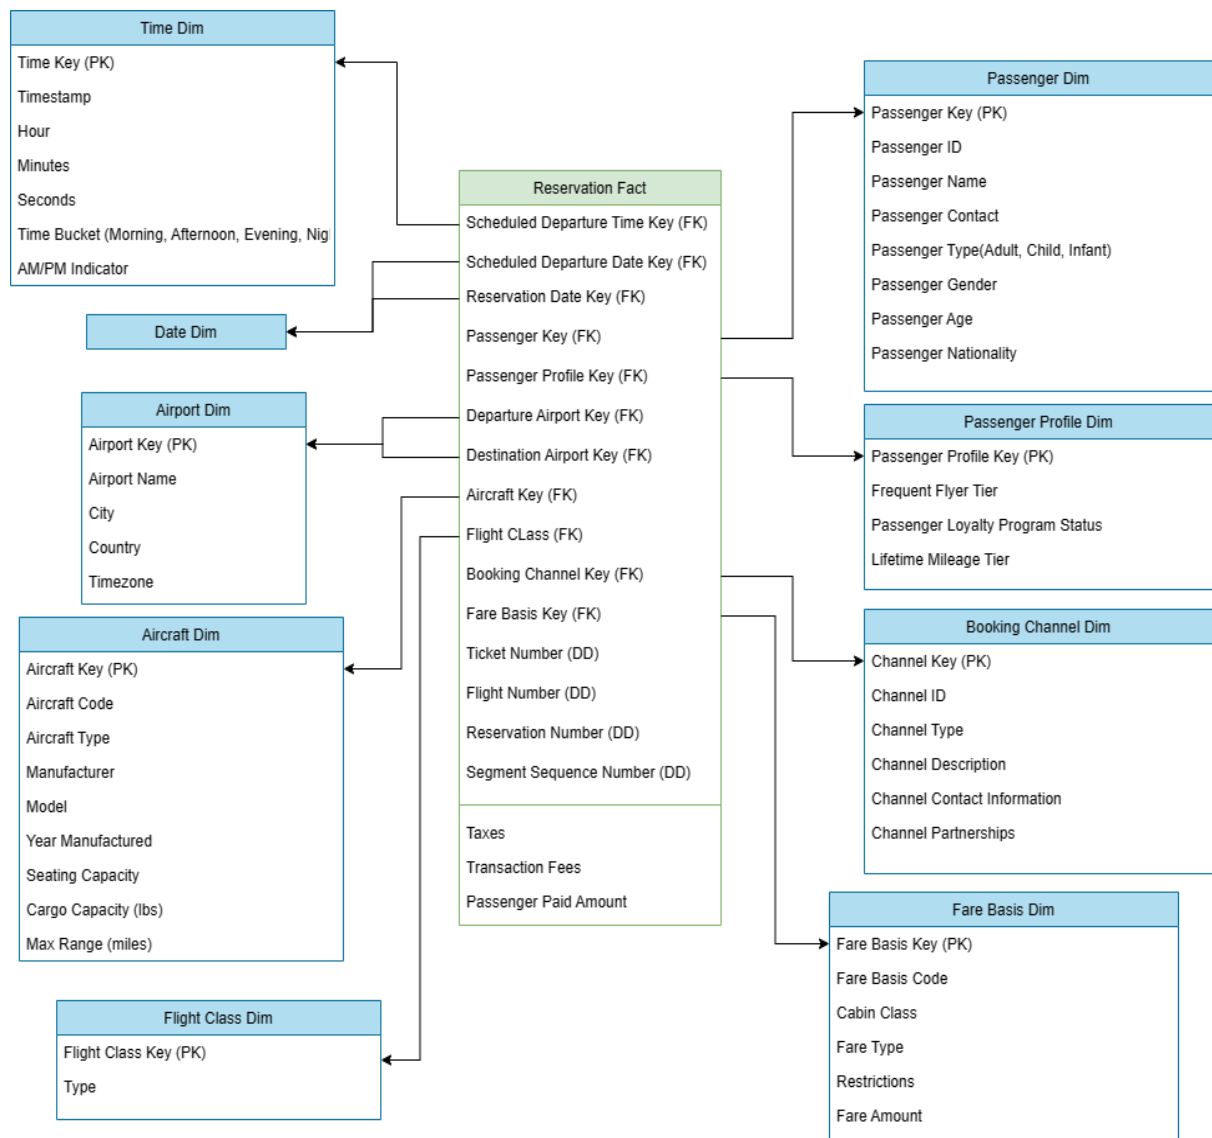 Time Dim
Time Key (PK)
Timestamp
Hour
Minutes
Seconds
Time Bucket (Morning, Afternoon, Evening,
AM/PM Indicator
Date Dim
Airport Dim
Airport Key (PK)
Airport Name
City
Country
Timezone
Aircraft Dim
Aircraft Key (PK)
Aircraft Code
Aircraft Type
Manufacturer
Model
Year Manufactured
Seating Capacity
Cargo Capacity (lbs)
Max Range (miles)
Flight Class Dim
Flight Class Key (PK)
Type
Reservation Fact
Scheduled Departure Time Key (FK)
Scheduled Departure Date Key (FK)
Reservation Date Key (FK)
Passenger Key (FK)
Passenger Profile Key (FK)
Departure Airport Key (FK)
Destination Airport Key (FK)
Aircraft Key (FK)
Flight CLass (FK)
Booking Channel Key (FK)
Fare Basis Key (FK)
Ticket Number (DD)
Flight Number (DD)
Reservation Number (DD)
Segment Sequence Number (DD)
Taxes
Transaction Fees
Passenger Paid Amount
Passenger Dim
Passenger Key (PK)
Passenger ID
Passenger Name
Passenger Contact
Passenger Type(Adult, Child, Infant)
Passenger Gender
Passenger Age
Passenger Nationality
Passenger Profile Dim
Passenger Profile Key (PK)
Frequent Flyer Tier
Passenger Loyalty Program Status
Lifetime Mileage Tier
Booking Channel Dim
Channel Key (PK)
Channel ID
Channel Type
Channel Description
Channel Contact Information
Channel Partnerships
Fare Basis Dim
Fare Basis Key (PK)
Fare Basis Code
Cabin Class
Fare Type
Restrictions
Fare Amount